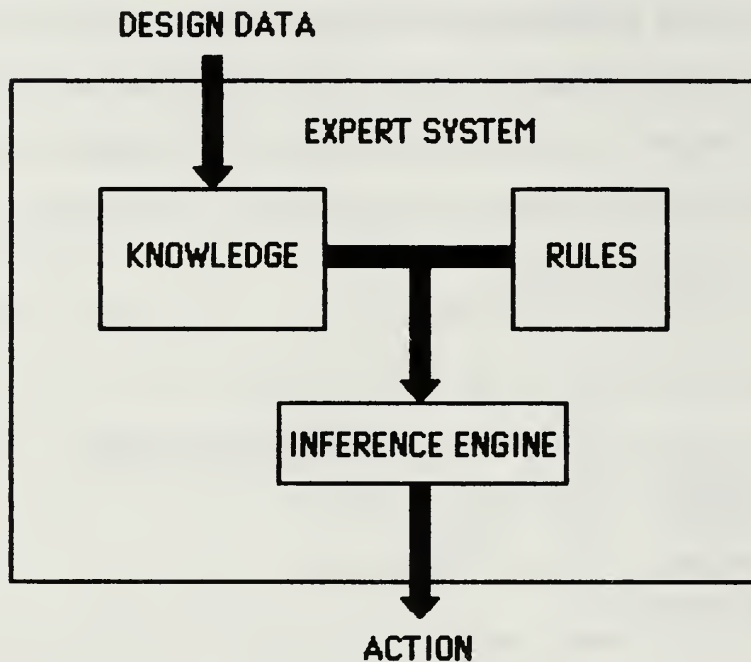 DESIGN DATA
EXPERT SYSTEM
KNOWLEDGE
RULES
INFERENCE ENGINE
ACTION